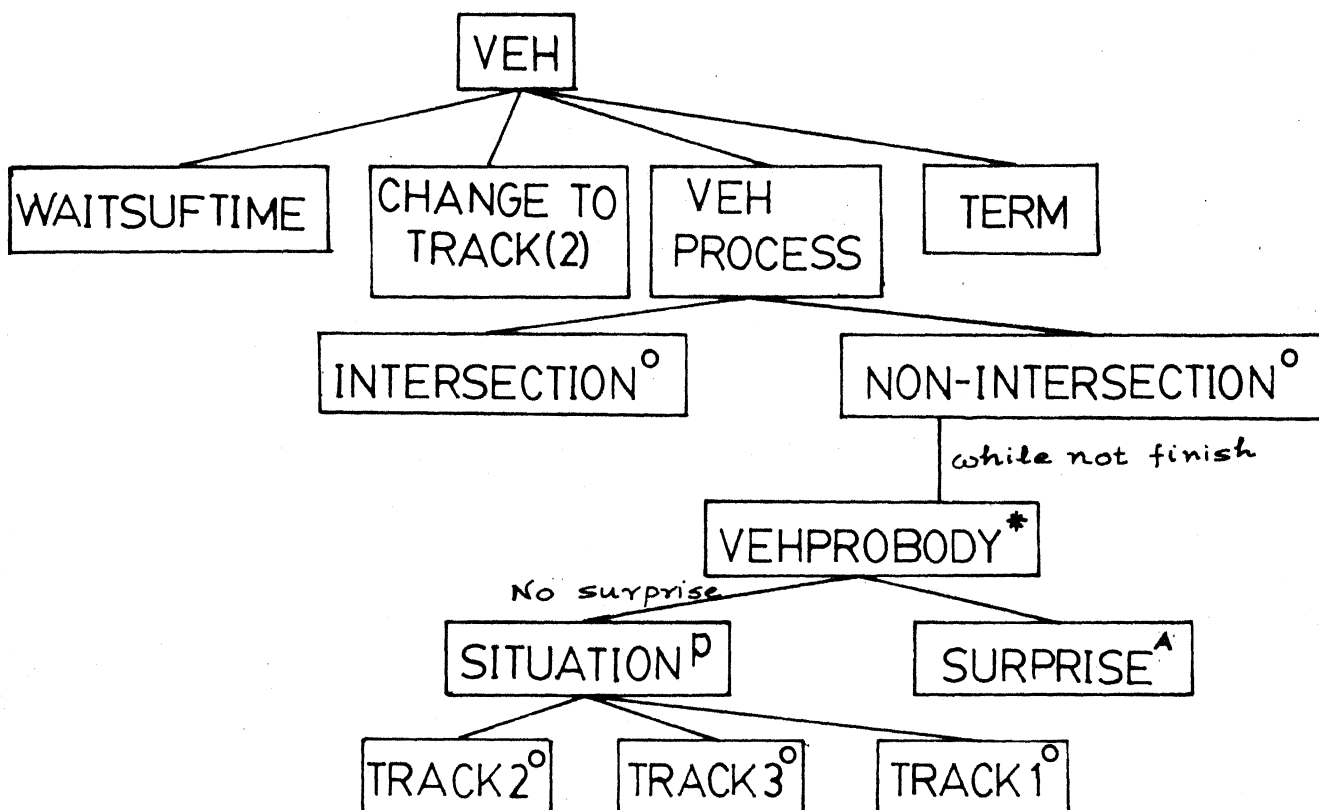 VEH
WAITSUFTIME
CHANGE TO
TRACK(2)
VEH
PROCESS
TERM
INTERSECTION°
NON-INTERSECTION°
while not finish
VEHPROBODY*
No surprise
SITUATION^p
SURPRISE^A
TRACK2°
TRACK3°
TRACK1°